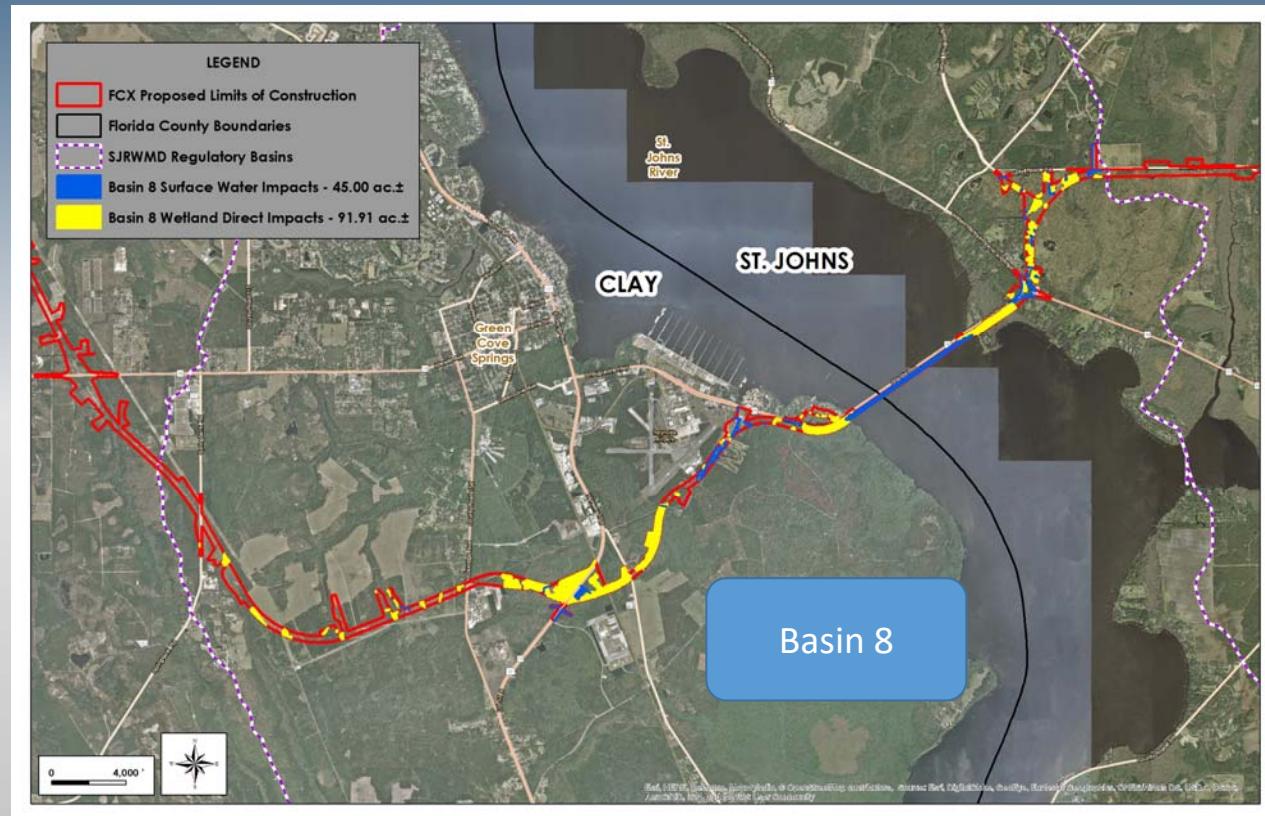 LEGEND
FCX Proposed Limits of Construction
Florida County Boundaries
SJRWMD Regulatory Basins
Basin 8 Surface Water Impacts - 45.00 ac.±
Basin 8 Wetland Direct Impacts - 91.91 ac.±
St.
Johns
River
ST. JOHNS
CLAY
Green
Cove
Springs
Basin 8
0 4,000 '